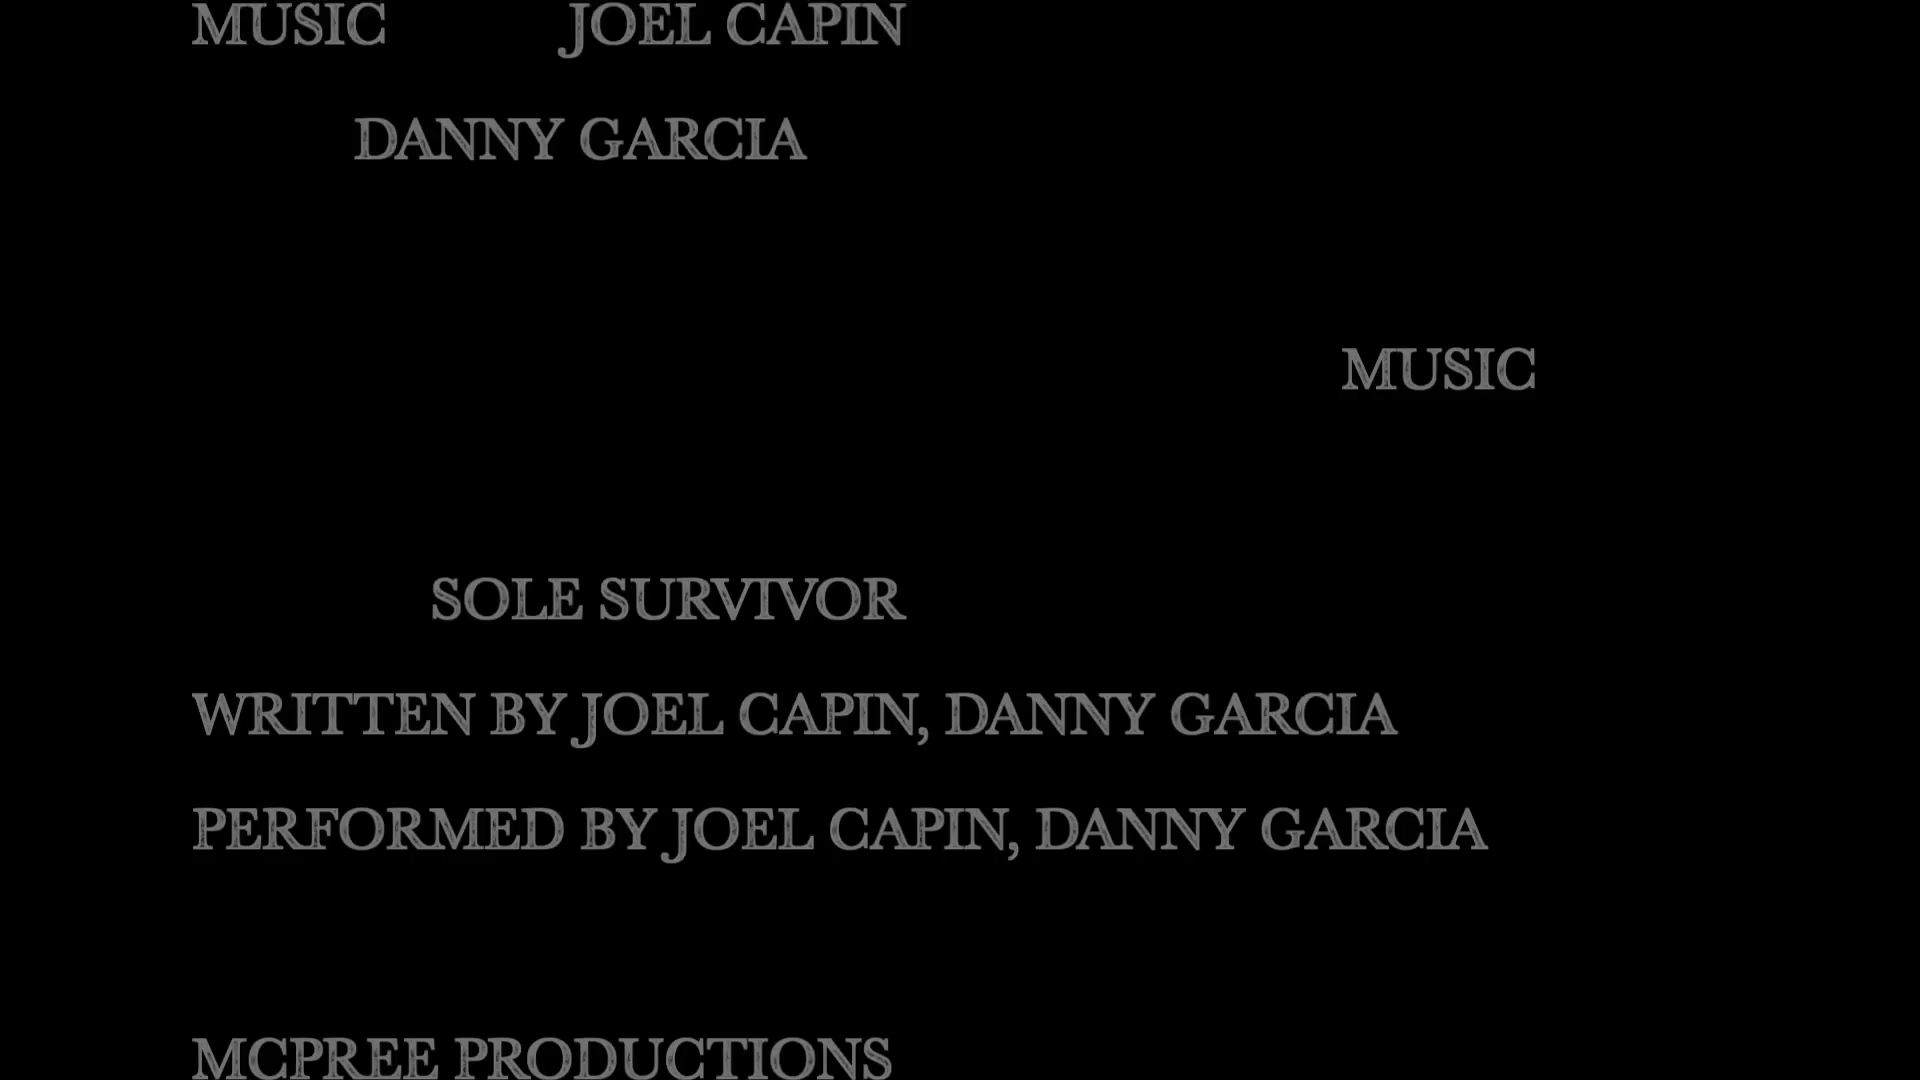 MUSIC JOEL CAPIN
DANNY GARCIA
MUSIC
SOLE SURVIVOR
WRITTEN BY JOEL CAPIN, DANNY GARCIA
PERFORMED BY JOEL CAPIN, DANNY GARCIA
MCPREE PRODUCTIONS